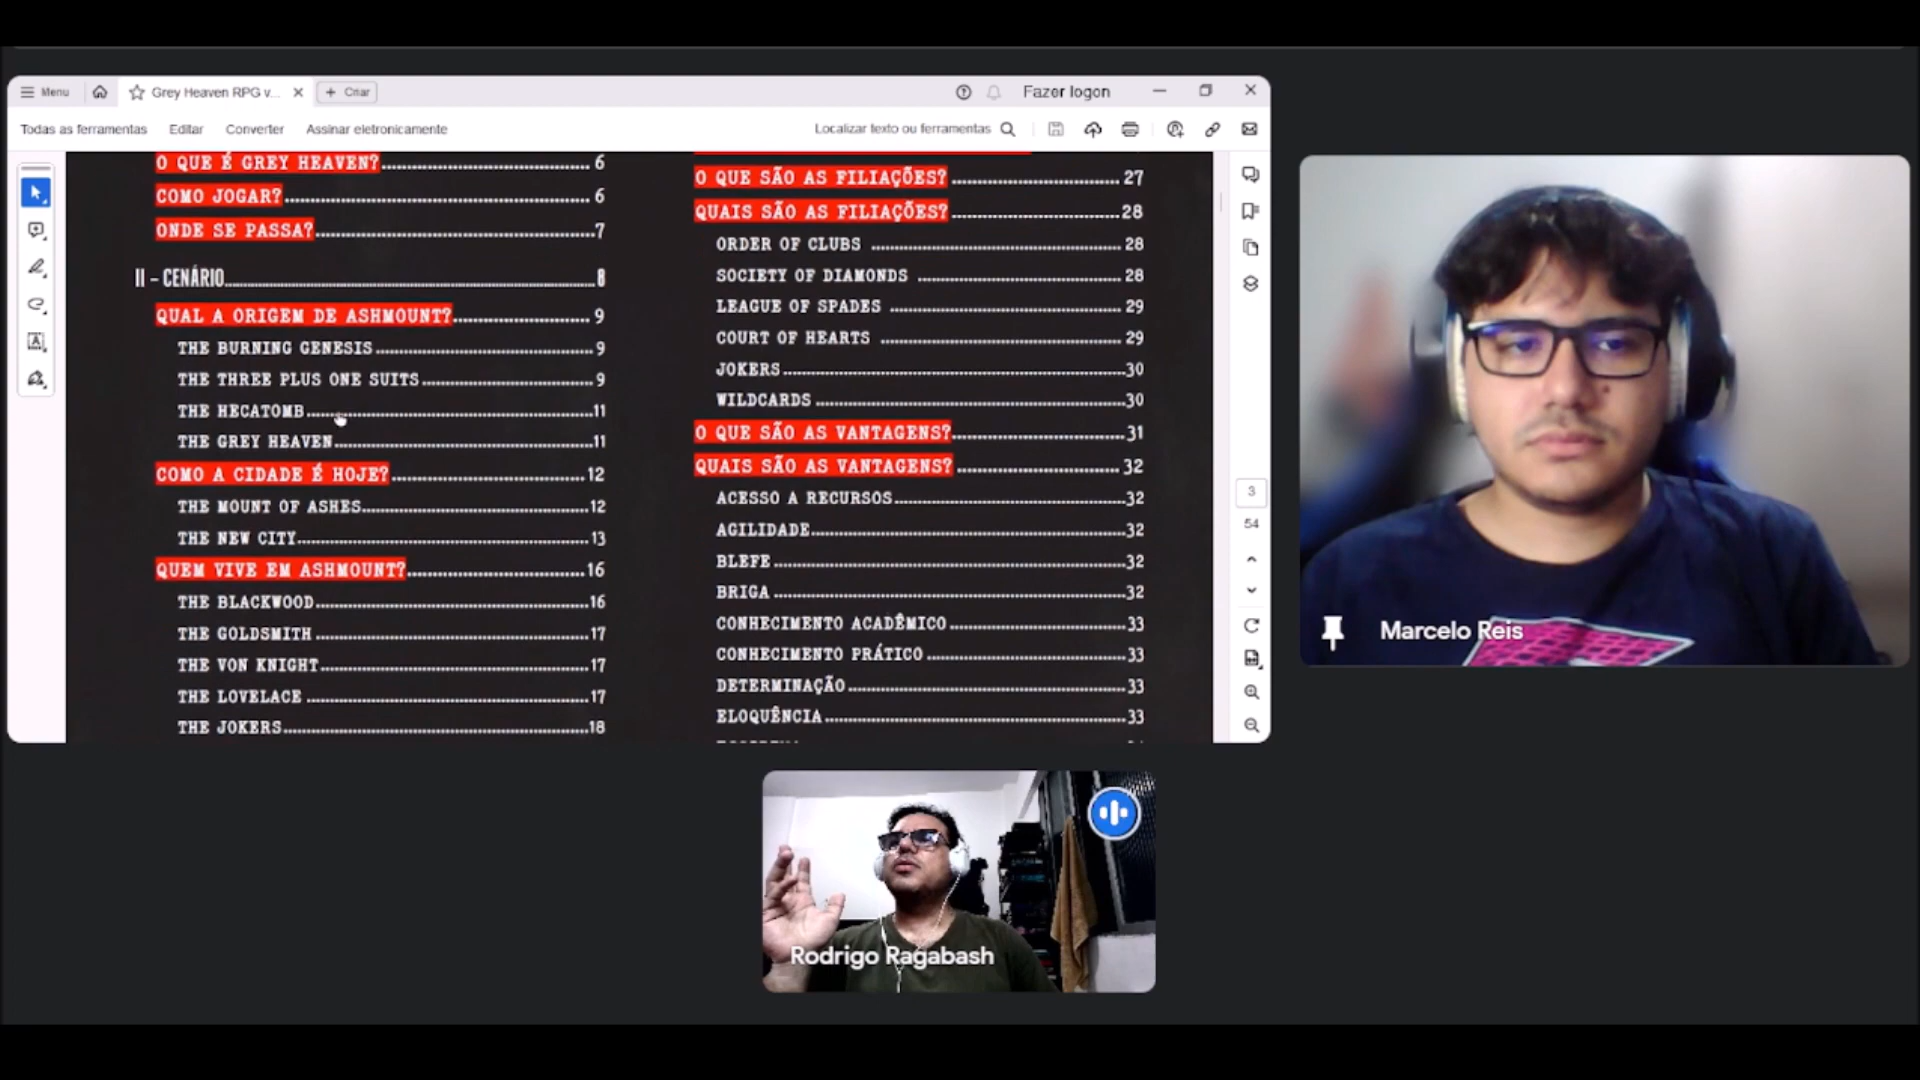 Menu
Grey Heaven RPG v...
Criar
Fazer logon
Todas as ferramentas
Editar
Converter
Assinar eletronicamente
Localizar texto ou ferramentas
O QUE É GREY HEAVEN? 6
COMO JOGAR? 6
ONDE SE PASSA? 7
II - CENÁRIO 8
QUAL A ORIGEM DE ASHMOUNT? 9
THE BURNING GENESIS 9
THE THREE PLUS ONE SUITS 9
THE HECATOMB 11
THE GREY HEAVEN 11
COMO A CIDADE É HOJE? 12
THE MOUNT OF ASHES 12
THE NEW CITY 13
QUEM VIVE EM ASHMOUNT? 16
THE BLACKWOOD 16
THE GOLDSMITH 17
THE VON KNIGHT 17
THE LOVELACE 17
THE JOKERS 18
O QUE SÃO AS FILIAÇÕES? 27
QUAIS SÃO AS FILIAÇÕES? 28
ORDER OF CLUBS 28
SOCIETY OF DIAMONDS 28
LEAGUE OF SPADES 29
COURT OF HEARTS 29
JOKERS 30
WILDCARDS 30
O QUE SÃO AS VANTAGENS? 31
QUAIS SÃO AS VANTAGENS? 32
ACESSO A RECURSOS 32
AGILIDADE 32
BLEFE 32
BRIGA 32
CONHECIMENTO ACADÊMICO 33
CONHECIMENTO PRÁTICO 33
DETERMINAÇÃO 33
ELOQUÊNCIA 33
3
54
Marcelo Reis
Rodrigo Ragabash